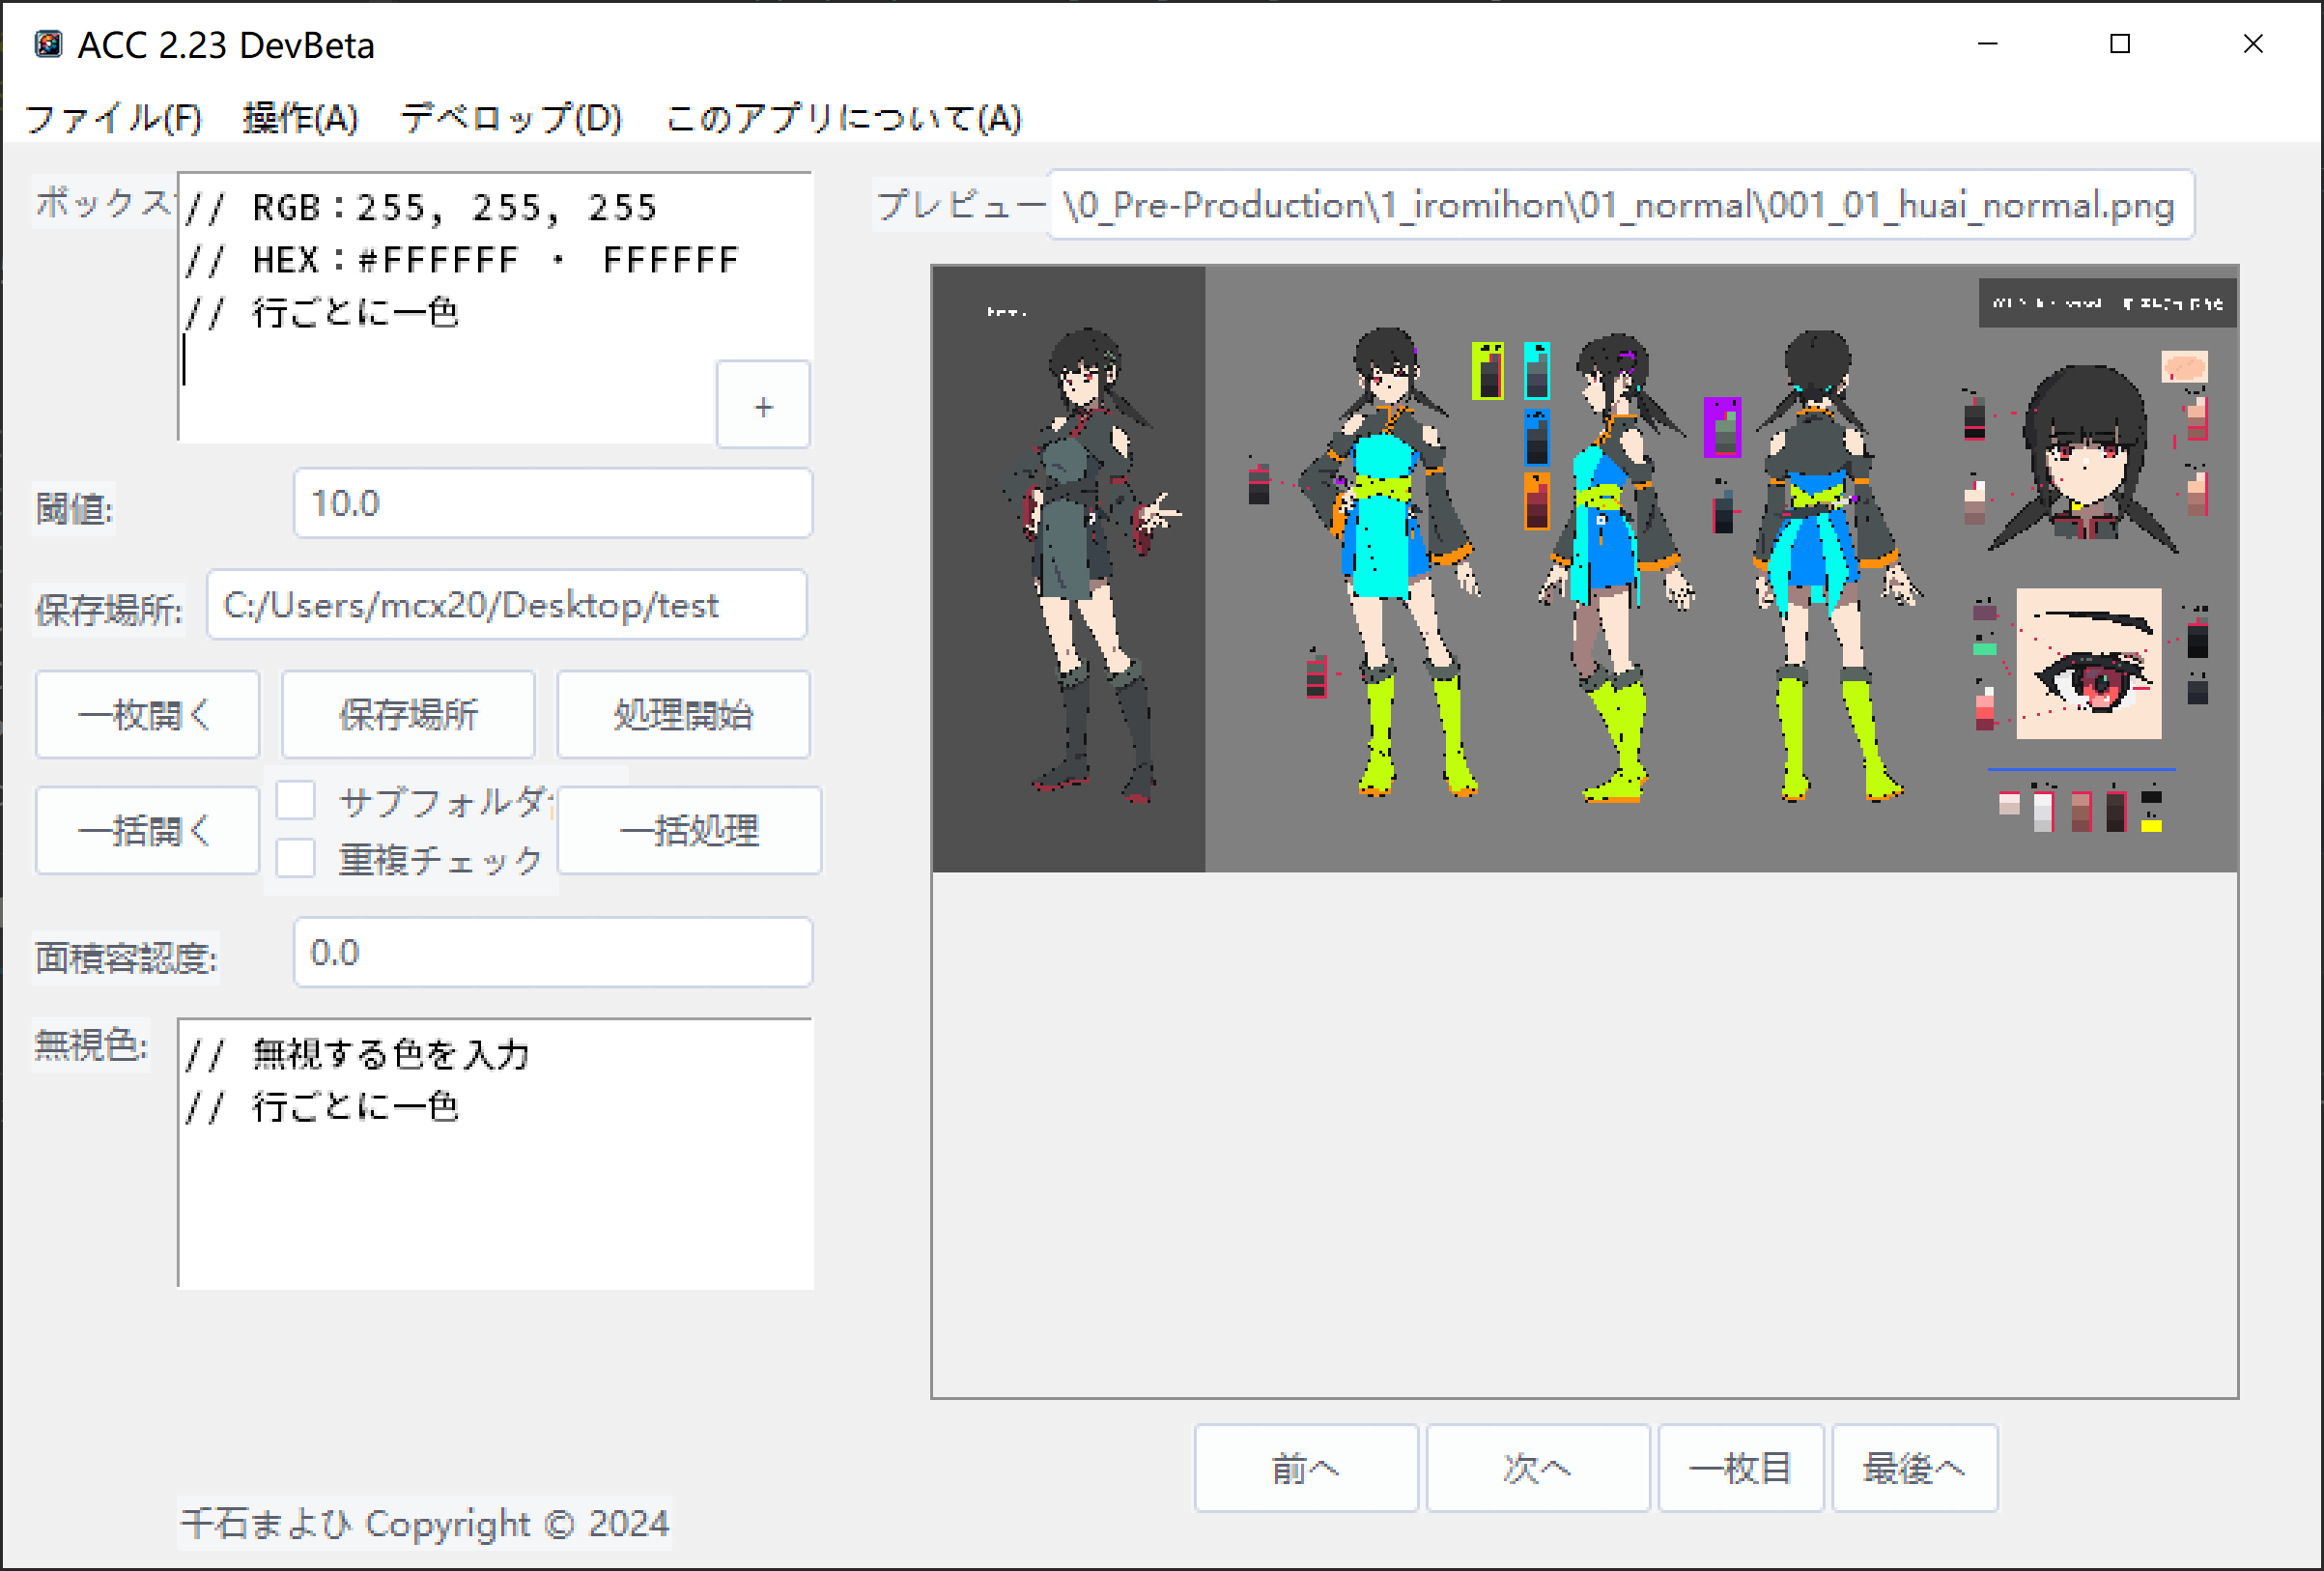 ACC 2.23 DevBeta
ファイル(F) 操作(A) デベロップ(D) このアプリについて(A)
ボックス
// RGB：255, 255, 255
// HEX：#FFFFFF ・ FFFFFF
// 行ごとに一色
+
閾値:
10.0
保存場所:
C:/Users/mcx20/Desktop/test
一枚開く 保存場所 処理開始
一括開く
サブフォルダ
重複チェック
一括処理
面積容認度:
0.0
無視色:
// 無視する色を入力
// 行ごとに一色
千石まよひ Copyright © 2024
プレビュー
\0_Pre-Production\1_iromihon\01_normal\001_01_huai_normal.png
前へ 次へ 一枚目 最後へ